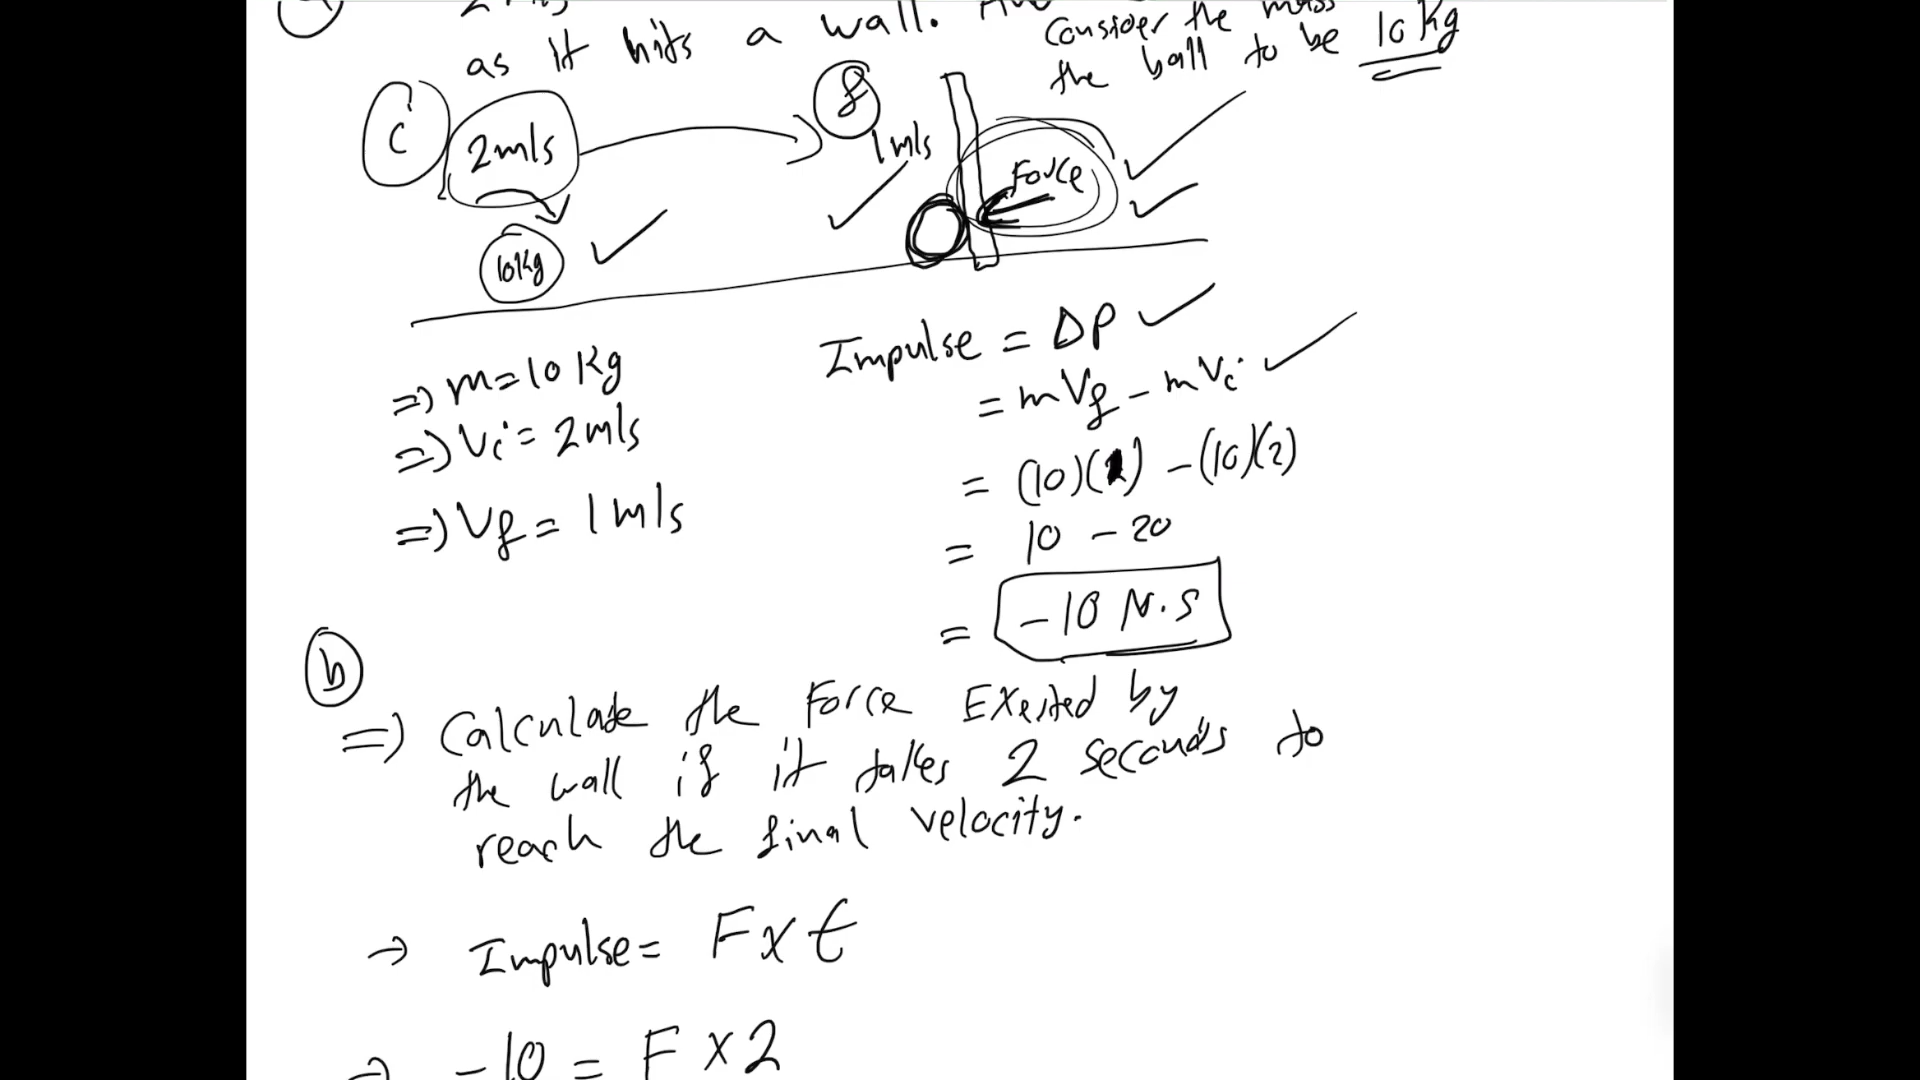 as it hits a wall.
Consider the mass
the ball to be 10 Kg
i 2m/s
f
1m/s
Force
10Kg
Impulse = ΔP
=> m = 10 Kg
= mVf - mVi
=> Vi = 2m/s
= (10)(1) - (10)(2)
=> Vf = 1m/s
= 10 - 20
= -10 N.S
b
=> Calculate the Force Exerted by
the wall if it takes 2 seconds to
reach the final velocity.
→ Impulse = F x t
→ -10 = F x 2